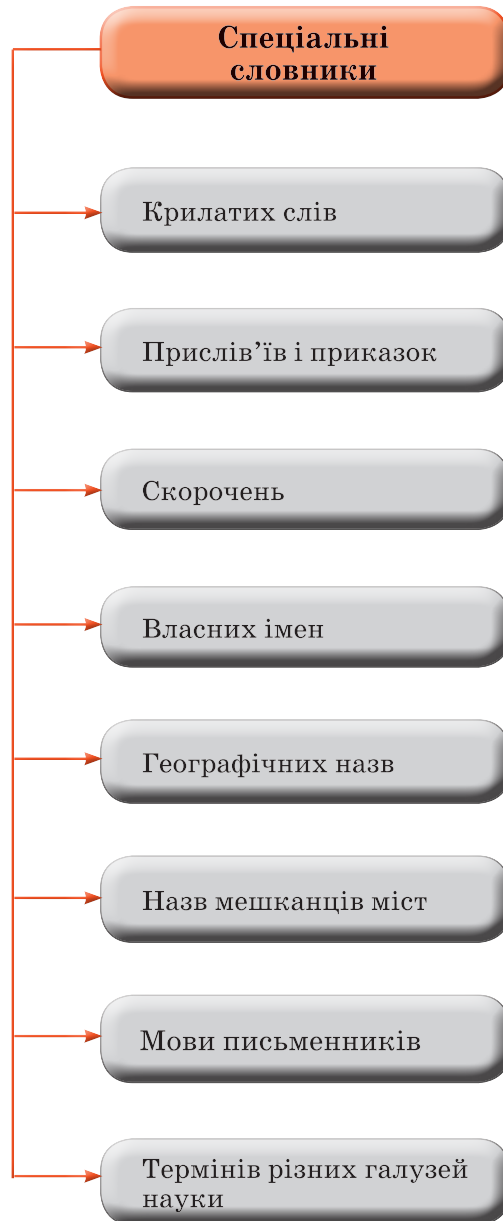 Спеціальні
словники
Крилатих слів
Прислів’їв і приказок
Скорочень
Власних імен
Географічних назв
Назв мешканців міст
Мови письменників
Термінів різних галузей
науки